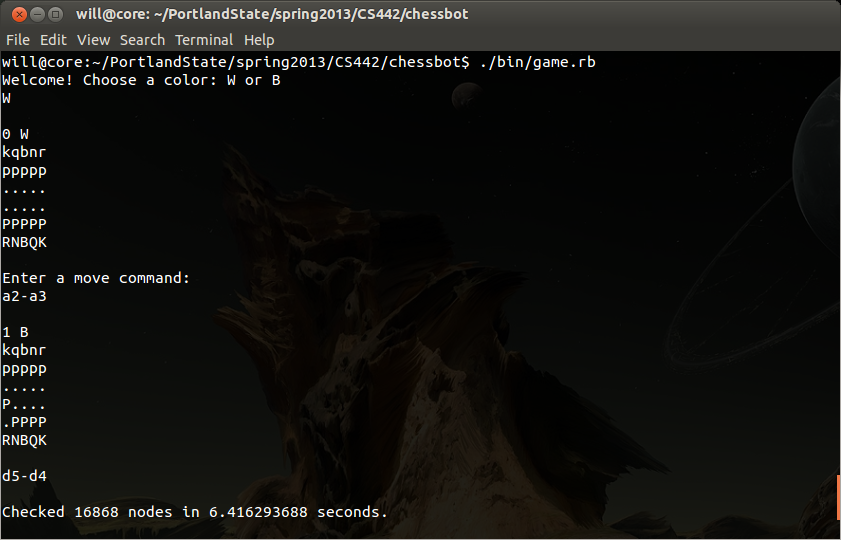 will@core: ~/PortlandState/spring2013/CS442/chessbot
File Edit View Search Terminal Help
will@core:~/PortlandState/spring2013/CS442/chessbot$ ./bin/game.rb
Welcome! Choose a color: W or B
W
0 W
kqbnr
ppppp
.....
.....
PPPPP
RNBQK
Enter a move command:
a2-a3
1 B
kqbnr
ppppp
.....
P....
.PPPP
RNBQK
d5-d4
Checked 16868 nodes in 6.416293688 seconds.